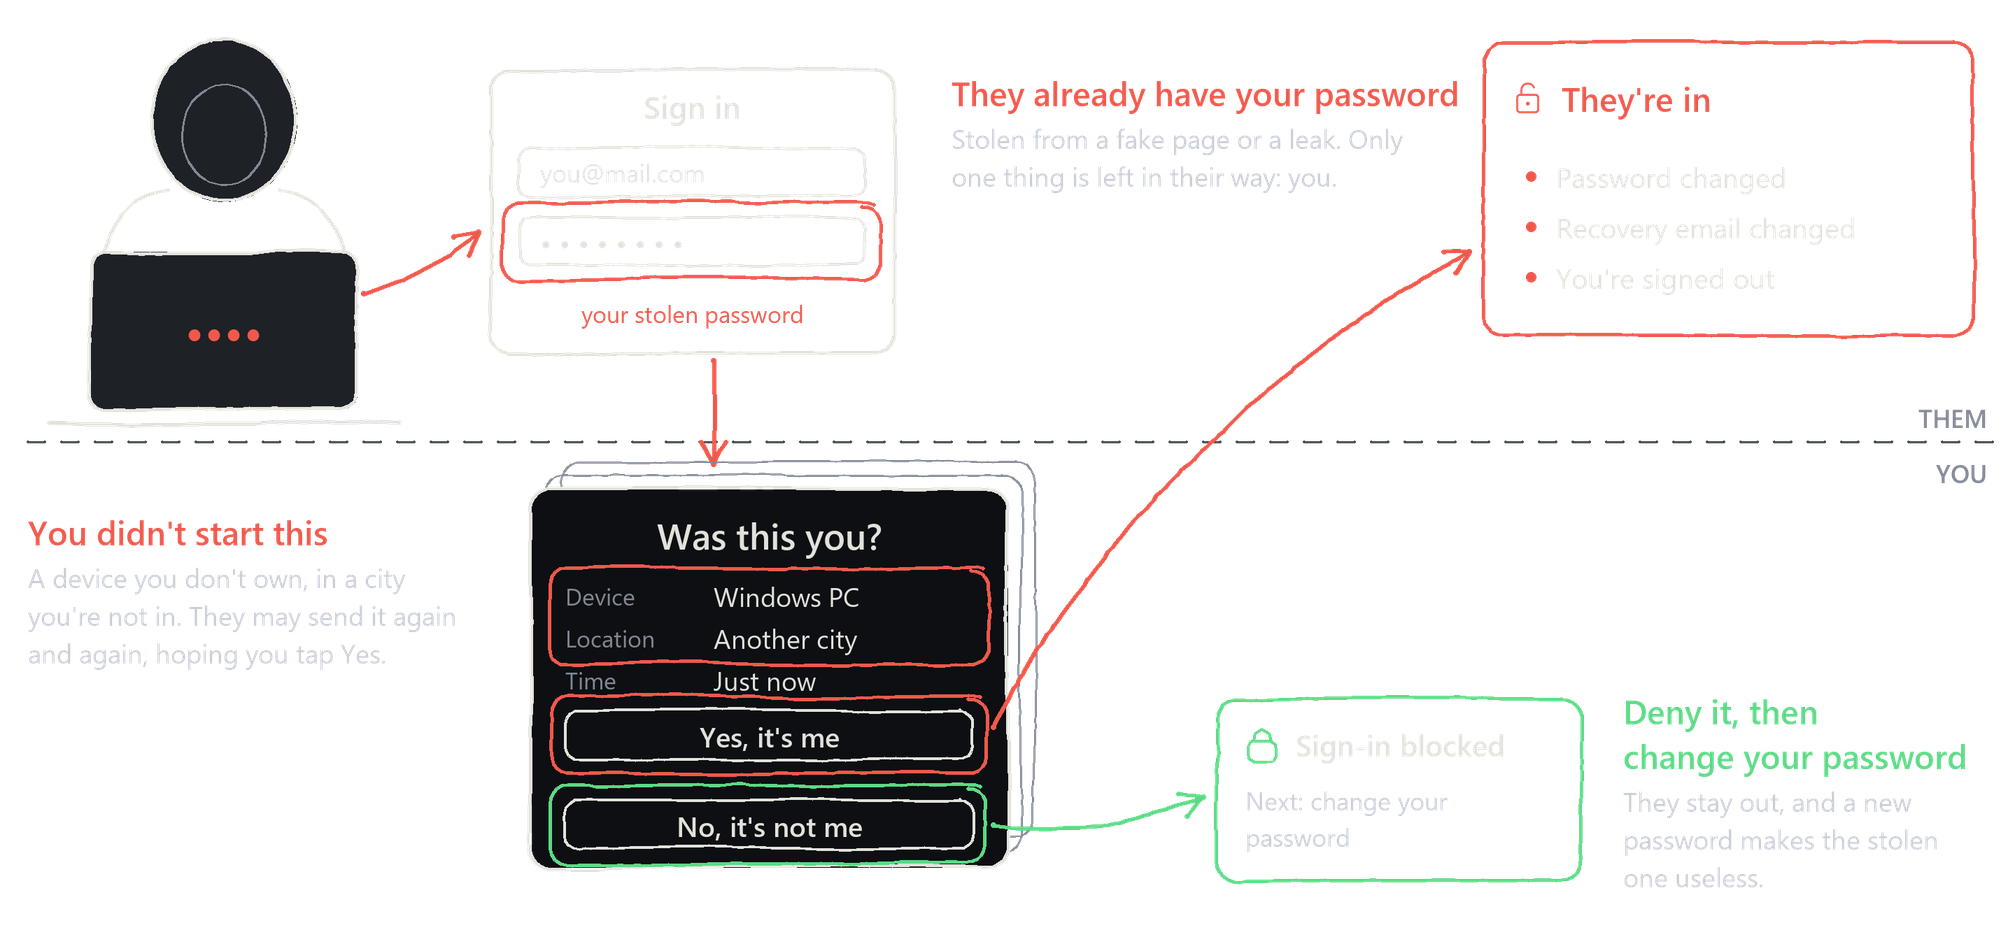 Sign in
you@mail.com
your stolen password
They already have your password
Stolen from a fake page or a leak. Only
one thing is left in their way: you.
They're in
Password changed
Recovery email changed
You're signed out
THEM
YOU
You didn't start this
A device you don't own, in a city
you're not in. They may send it again
and again, hoping you tap Yes.
Was this you?
Device Windows PC
Location Another city
Time Just now
Yes, it's me
No, it's not me
Sign-in blocked
Next: change your
password
Deny it, then
change your password
They stay out, and a new
password makes the stolen
one useless.